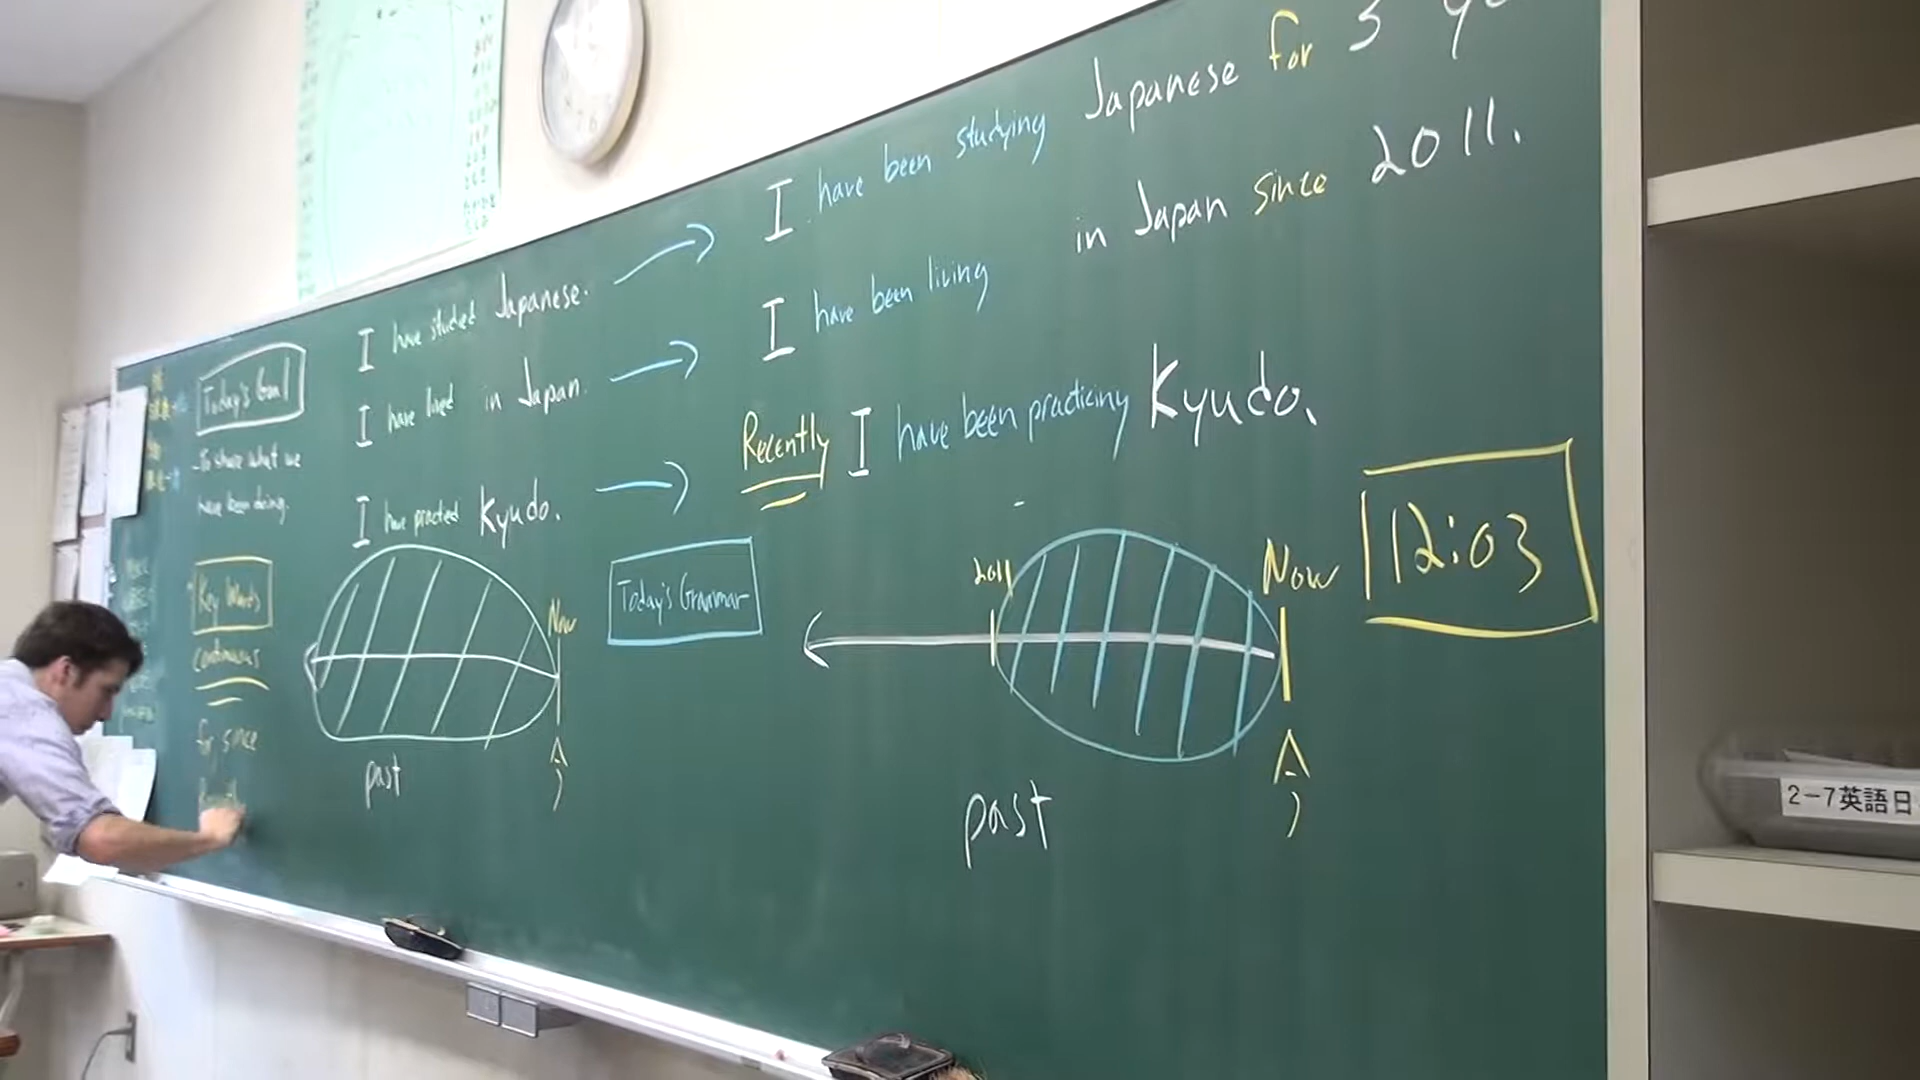 Today's Goal
- To share what we
have been doing.
Key Words
continuous
for since
I have studied Japanese.
I have lived in Japan.
I have practiced Kyudo.
Now
past
I have been studying Japanese for 3
I have been living in Japan since 2011.
Recently I have been practicing Kyudo.
Today's Grammar
2011
Now
12:03
past
2-7英語日